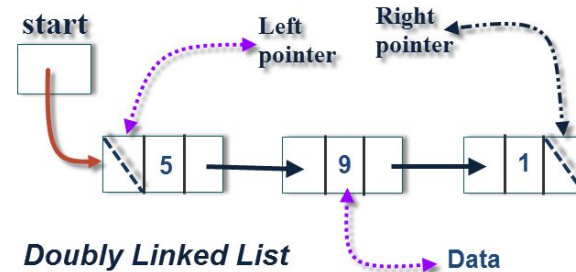 start
Left
pointer
Right
pointer
5
9
1
Doubly Linked List
Data